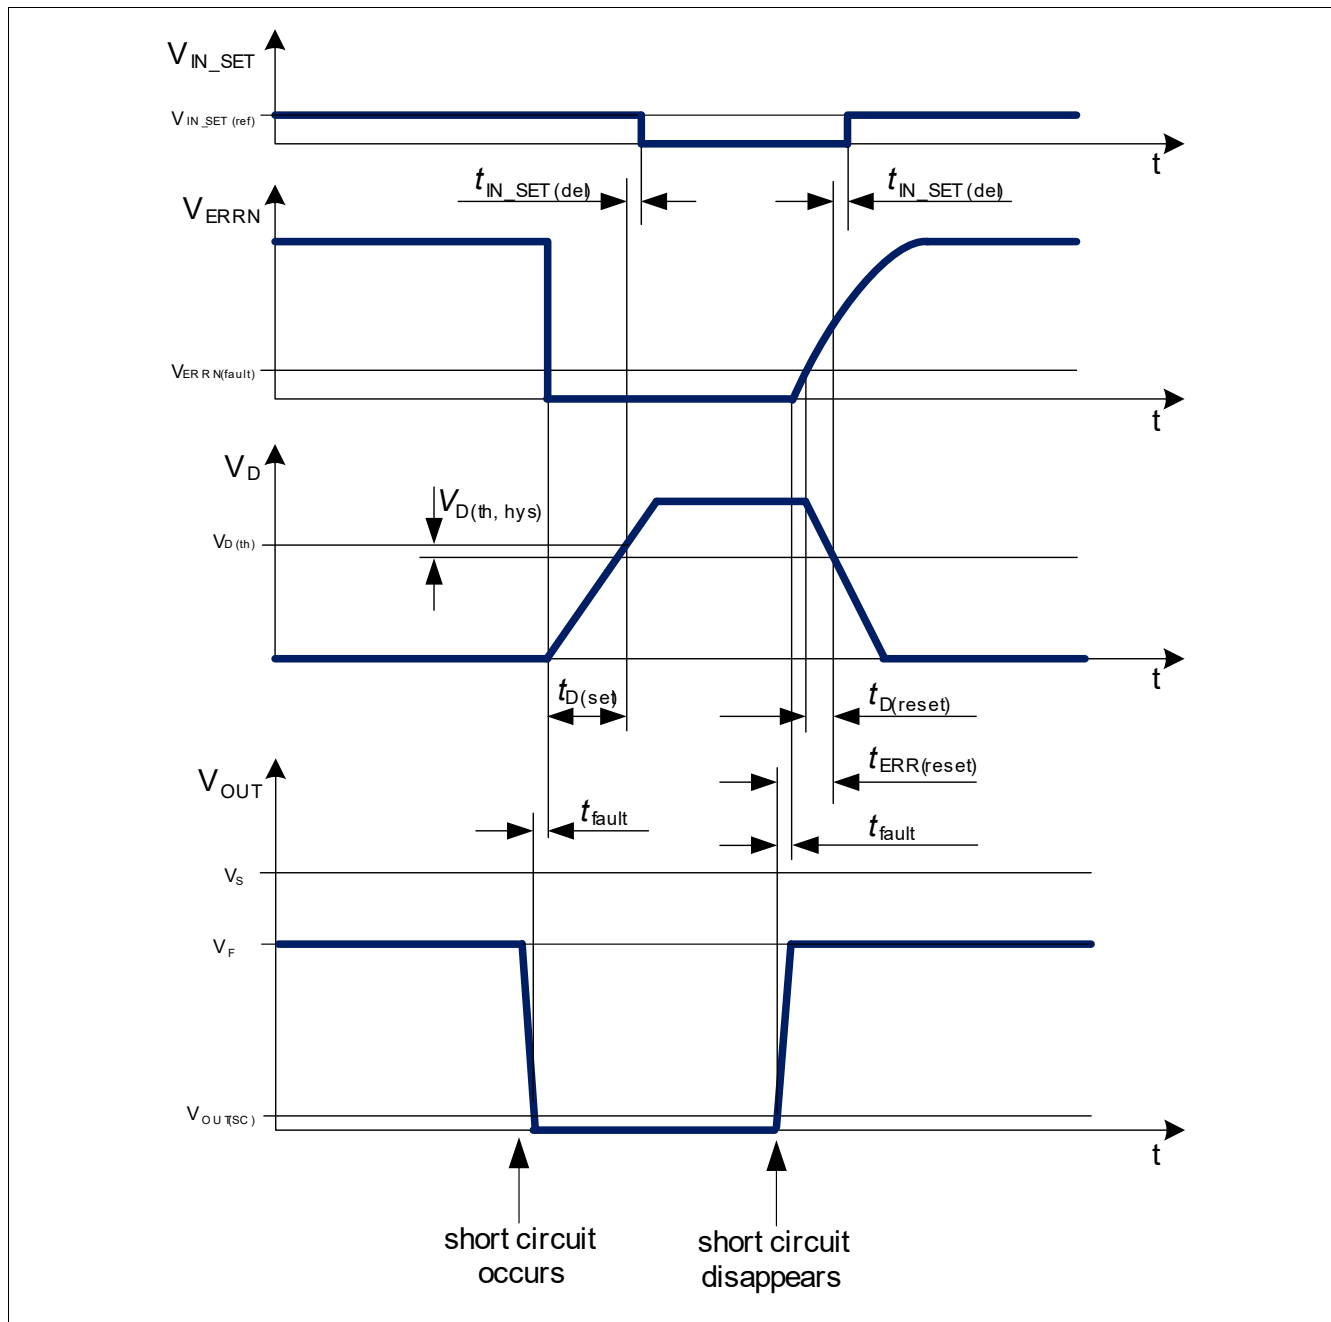 V_IN_SET
V_IN_SET(ref)
t
t_IN_SET(del)
t_IN_SET(del)
V_ERRN
V_ERRN(fault)
t
V_D
V_D(th, hys)
V_D(th)
t
t_D(set)
t_D(reset)
t_ERR(reset)
V_OUT
t_fault
t_fault
V_S
V_F
V_OUT(SC)
t
short circuit
occurs
short circuit
disappears